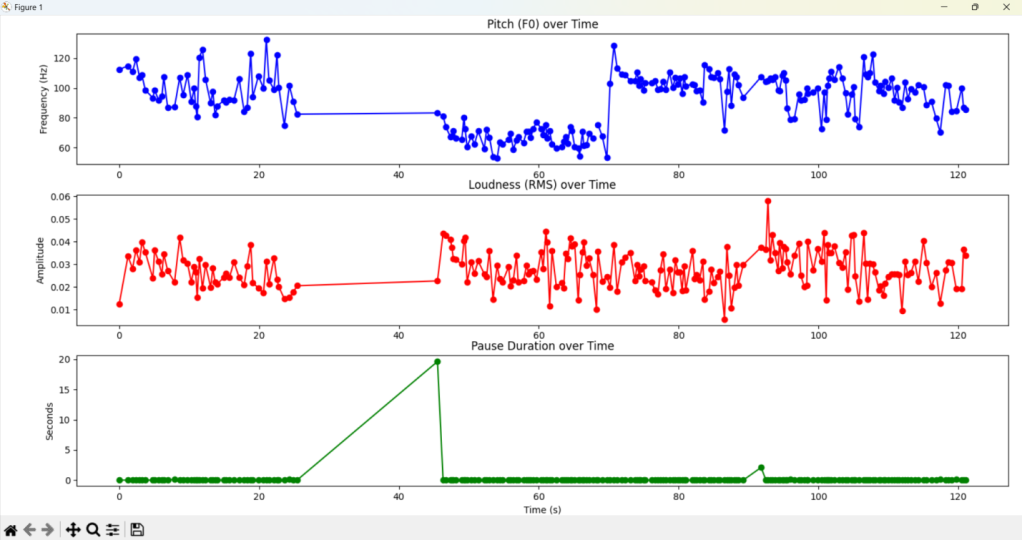 Figure 1
Pitch (F0) over Time
Frequency (Hz)
120
100
80
60
0 20 40 60 80 100 120
Loudness (RMS) over Time
Amplitude
0.06
0.05
0.04
0.03
0.02
0.01
0 20 40 60 80 100 120
Pause Duration over Time
Seconds
20
15
10
5
0
0 20 40 60 80 100 120
Time (s)